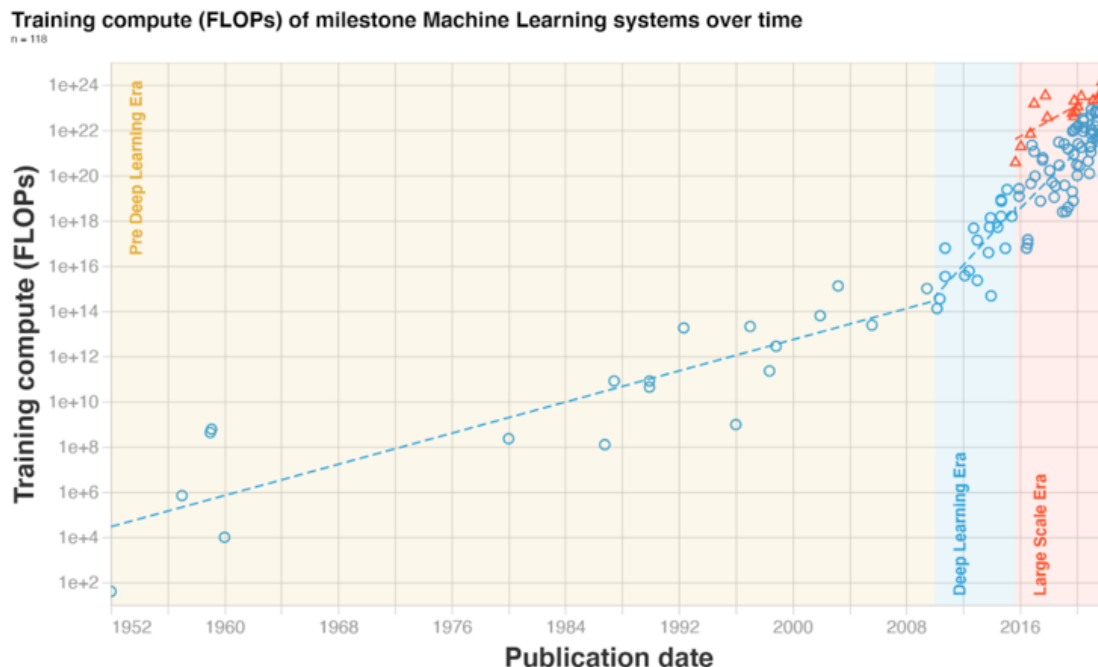 Training compute (FLOPs) of milestone Machine Learning systems over time
n = 118
Training compute (FLOPs)
1e+24
1e+22
1e+20
1e+18
1e+16
1e+14
1e+12
1e+10
1e+8
1e+6
1e+4
1e+2
Pre Deep Learning Era
Deep Learning Era
Large Scale Era
1952 1960 1968 1976 1984 1992 2000 2008 2016
Publication date